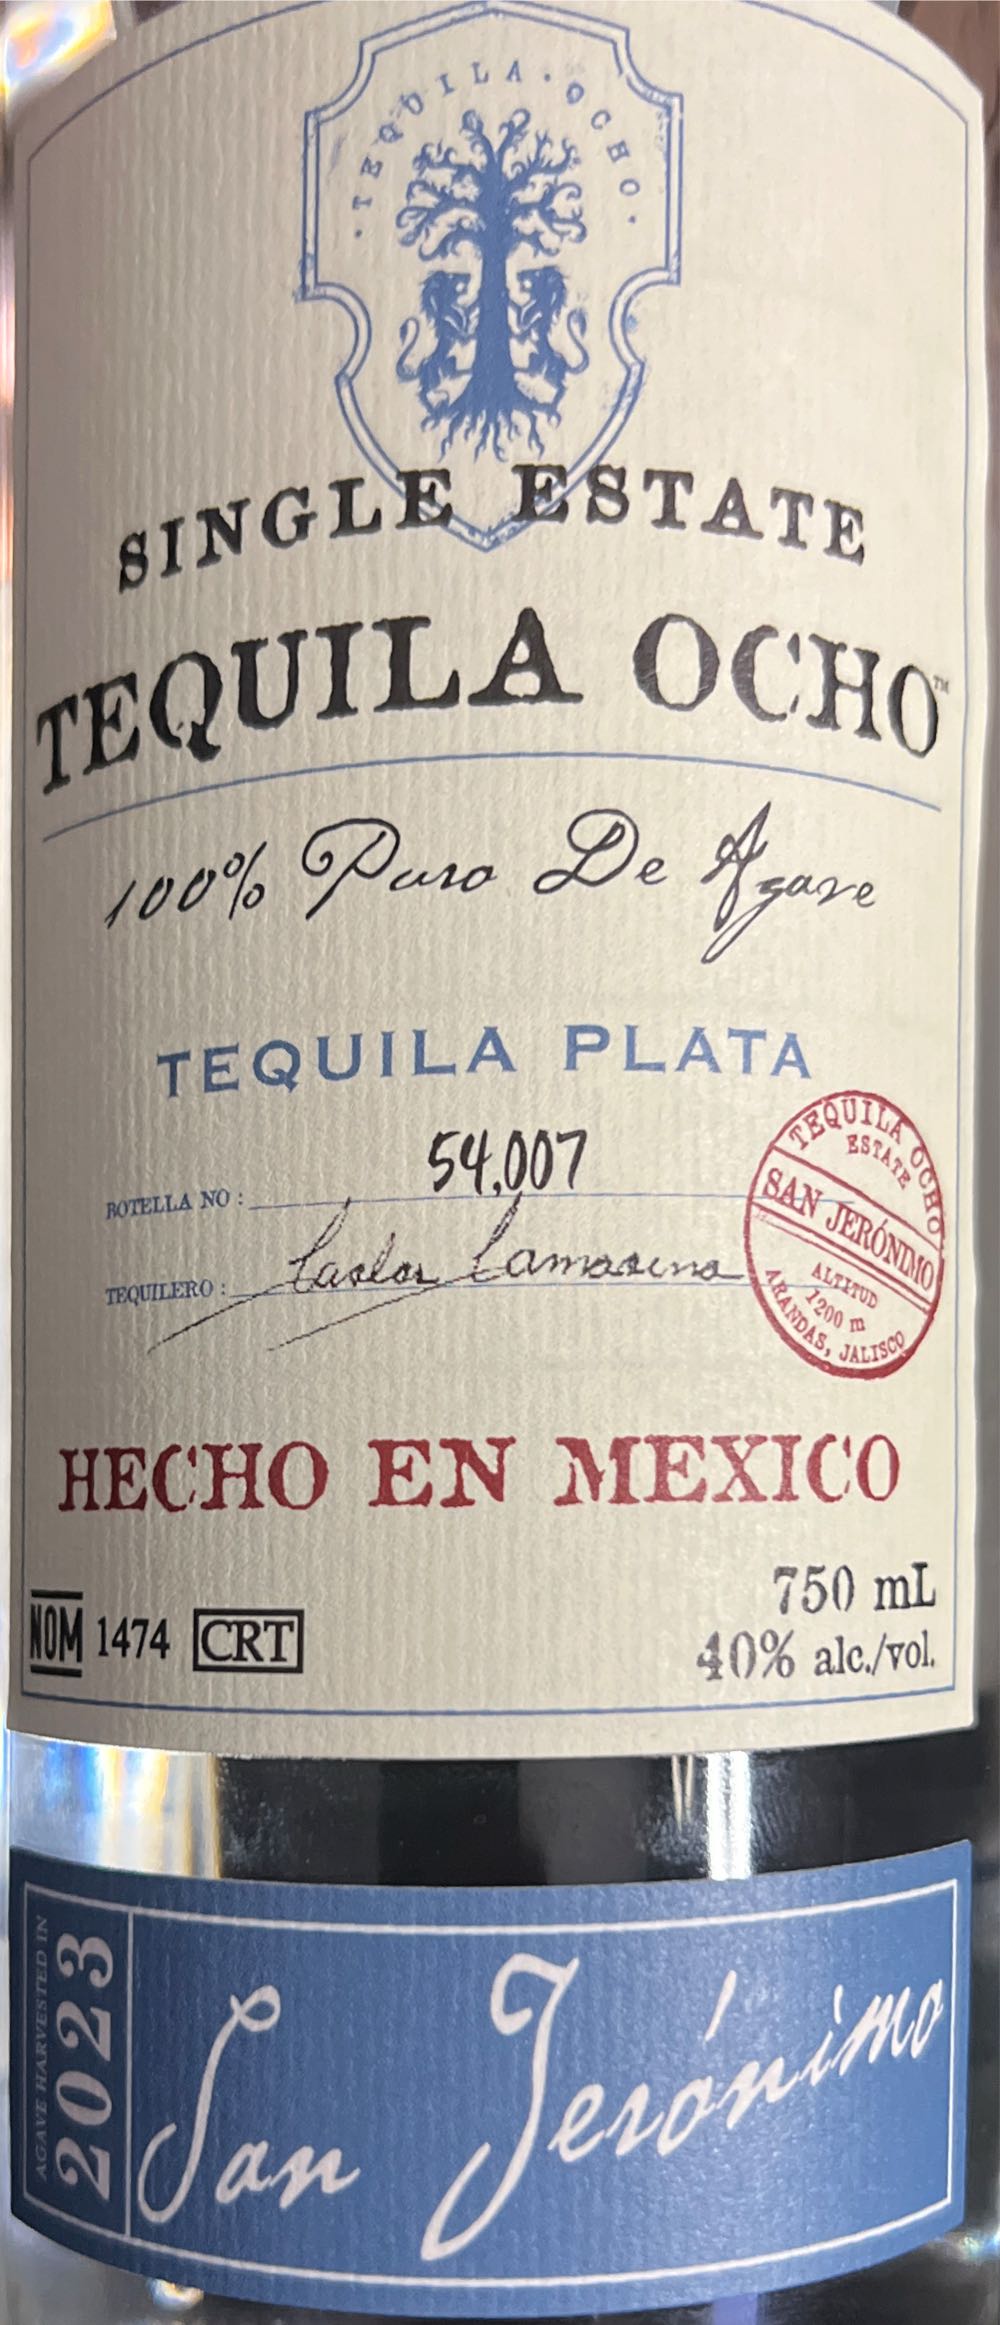 · TEQUILA · OCHO ·
SINGLE ESTATE
TEQUILA OCHO™
100% Puro De Agave
TEQUILA PLATA
BOTELLA NO : 54,007
TEQUILERO : Carlos Camarena
TEQUILA OCHO
ESTATE
SAN JERÓNIMO
ALTITUD
1200 m
ARANDAS, JALISCO
HECHO EN MEXICO
750 mL
NOM 1474 CRT
40% alc./vol.
AGAVE HARVESTED IN
2023
San Jerónimo